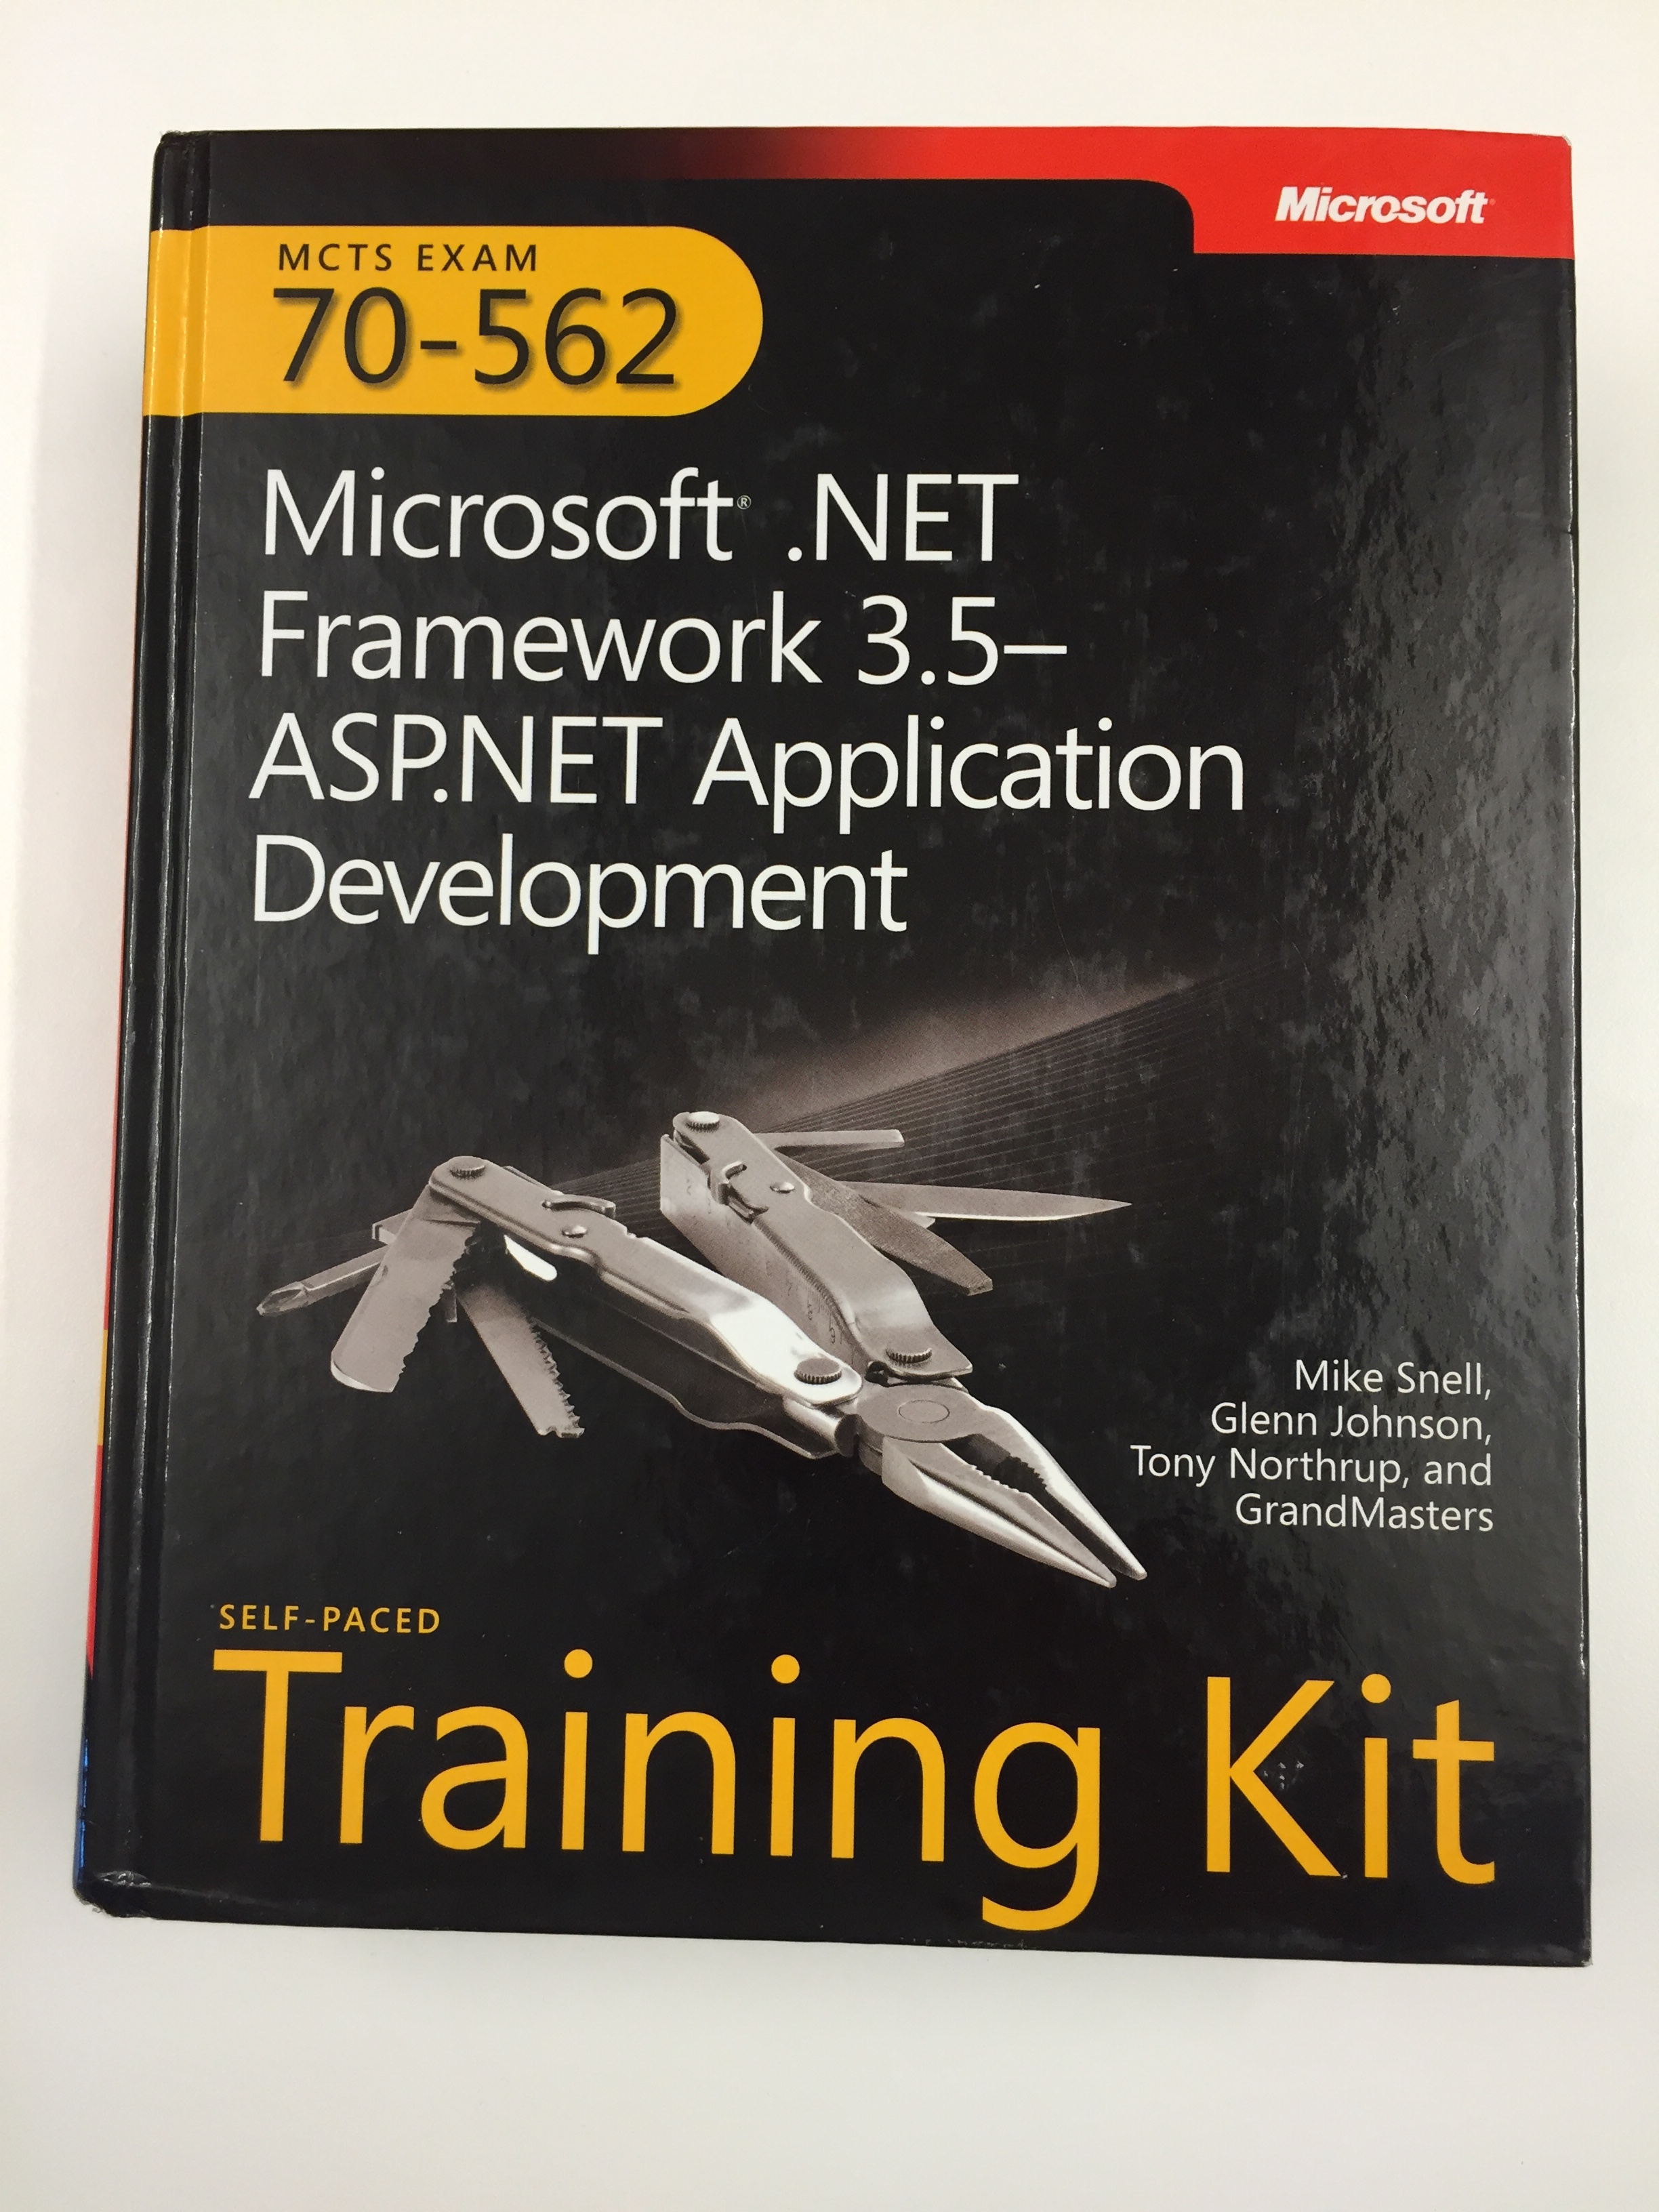 Microsoft
MCTS EXAM
70-562
Microsoft® .NET
Framework 3.5–
ASP.NET Application
Development
Mike Snell,
Glenn Johnson,
Tony Northrup, and
GrandMasters
SELF-PACED
Training Kit